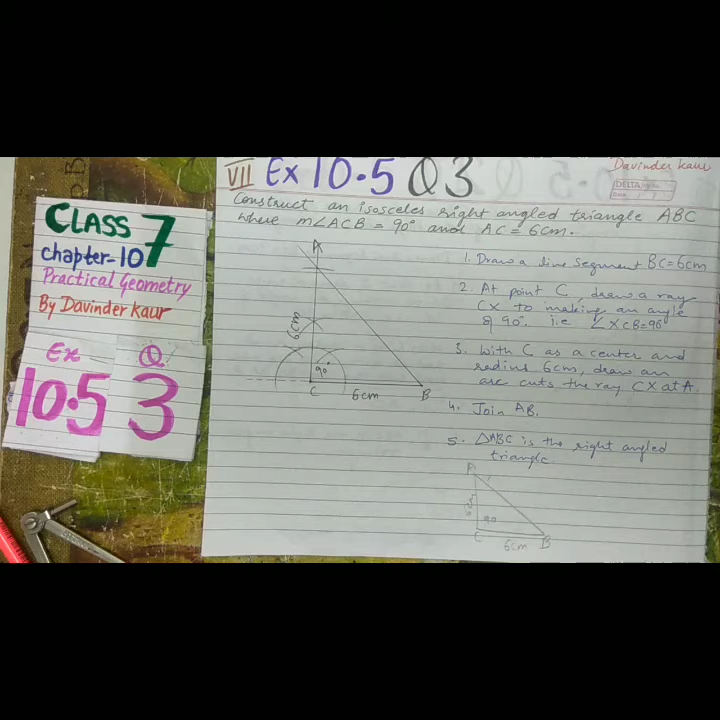 CLASS 7
chapter-10
Practical Geometry
By Davinder Kaur
Ex Q
10.5 3
Davinder Kaur
VII Ex 10.5 Q3
DELTA
Construct an isosceles right angled triangle ABC
where m∠ACB = 90° and AC = 6cm.
1. Draw a line segment BC=6cm
2. At point C, draw a ray
CX to making an angle
of 90°. i.e ∠XCB=90°
3. With C as a center and
radius 6cm, draw an
arc cuts the ray CX at A.
4. Join AB.
5. △ABC is the right angled
triangle
6cm
90°
C 6cm B
A
6cm
90
C
6cm B